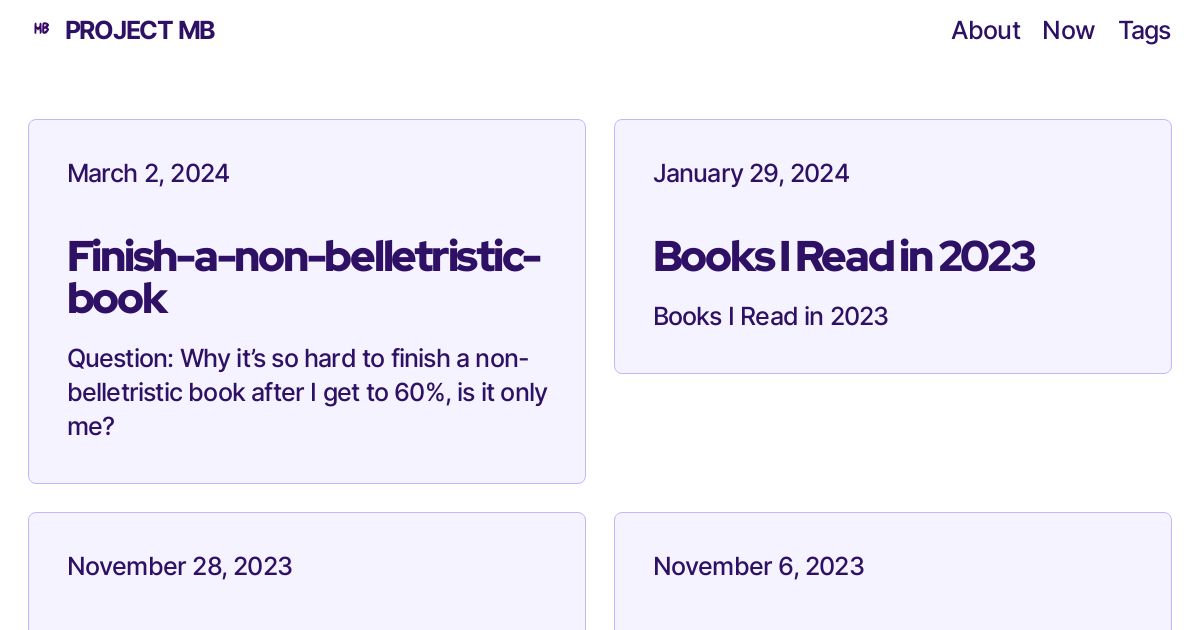 MB PROJECT MB
About Now Tags
March 2, 2024
Finish-a-non-belletristic-
book
Question: Why it’s so hard to finish a non-
belletristic book after I get to 60%, is it only
me?
January 29, 2024
Books I Read in 2023
Books I Read in 2023
November 28, 2023
November 6, 2023